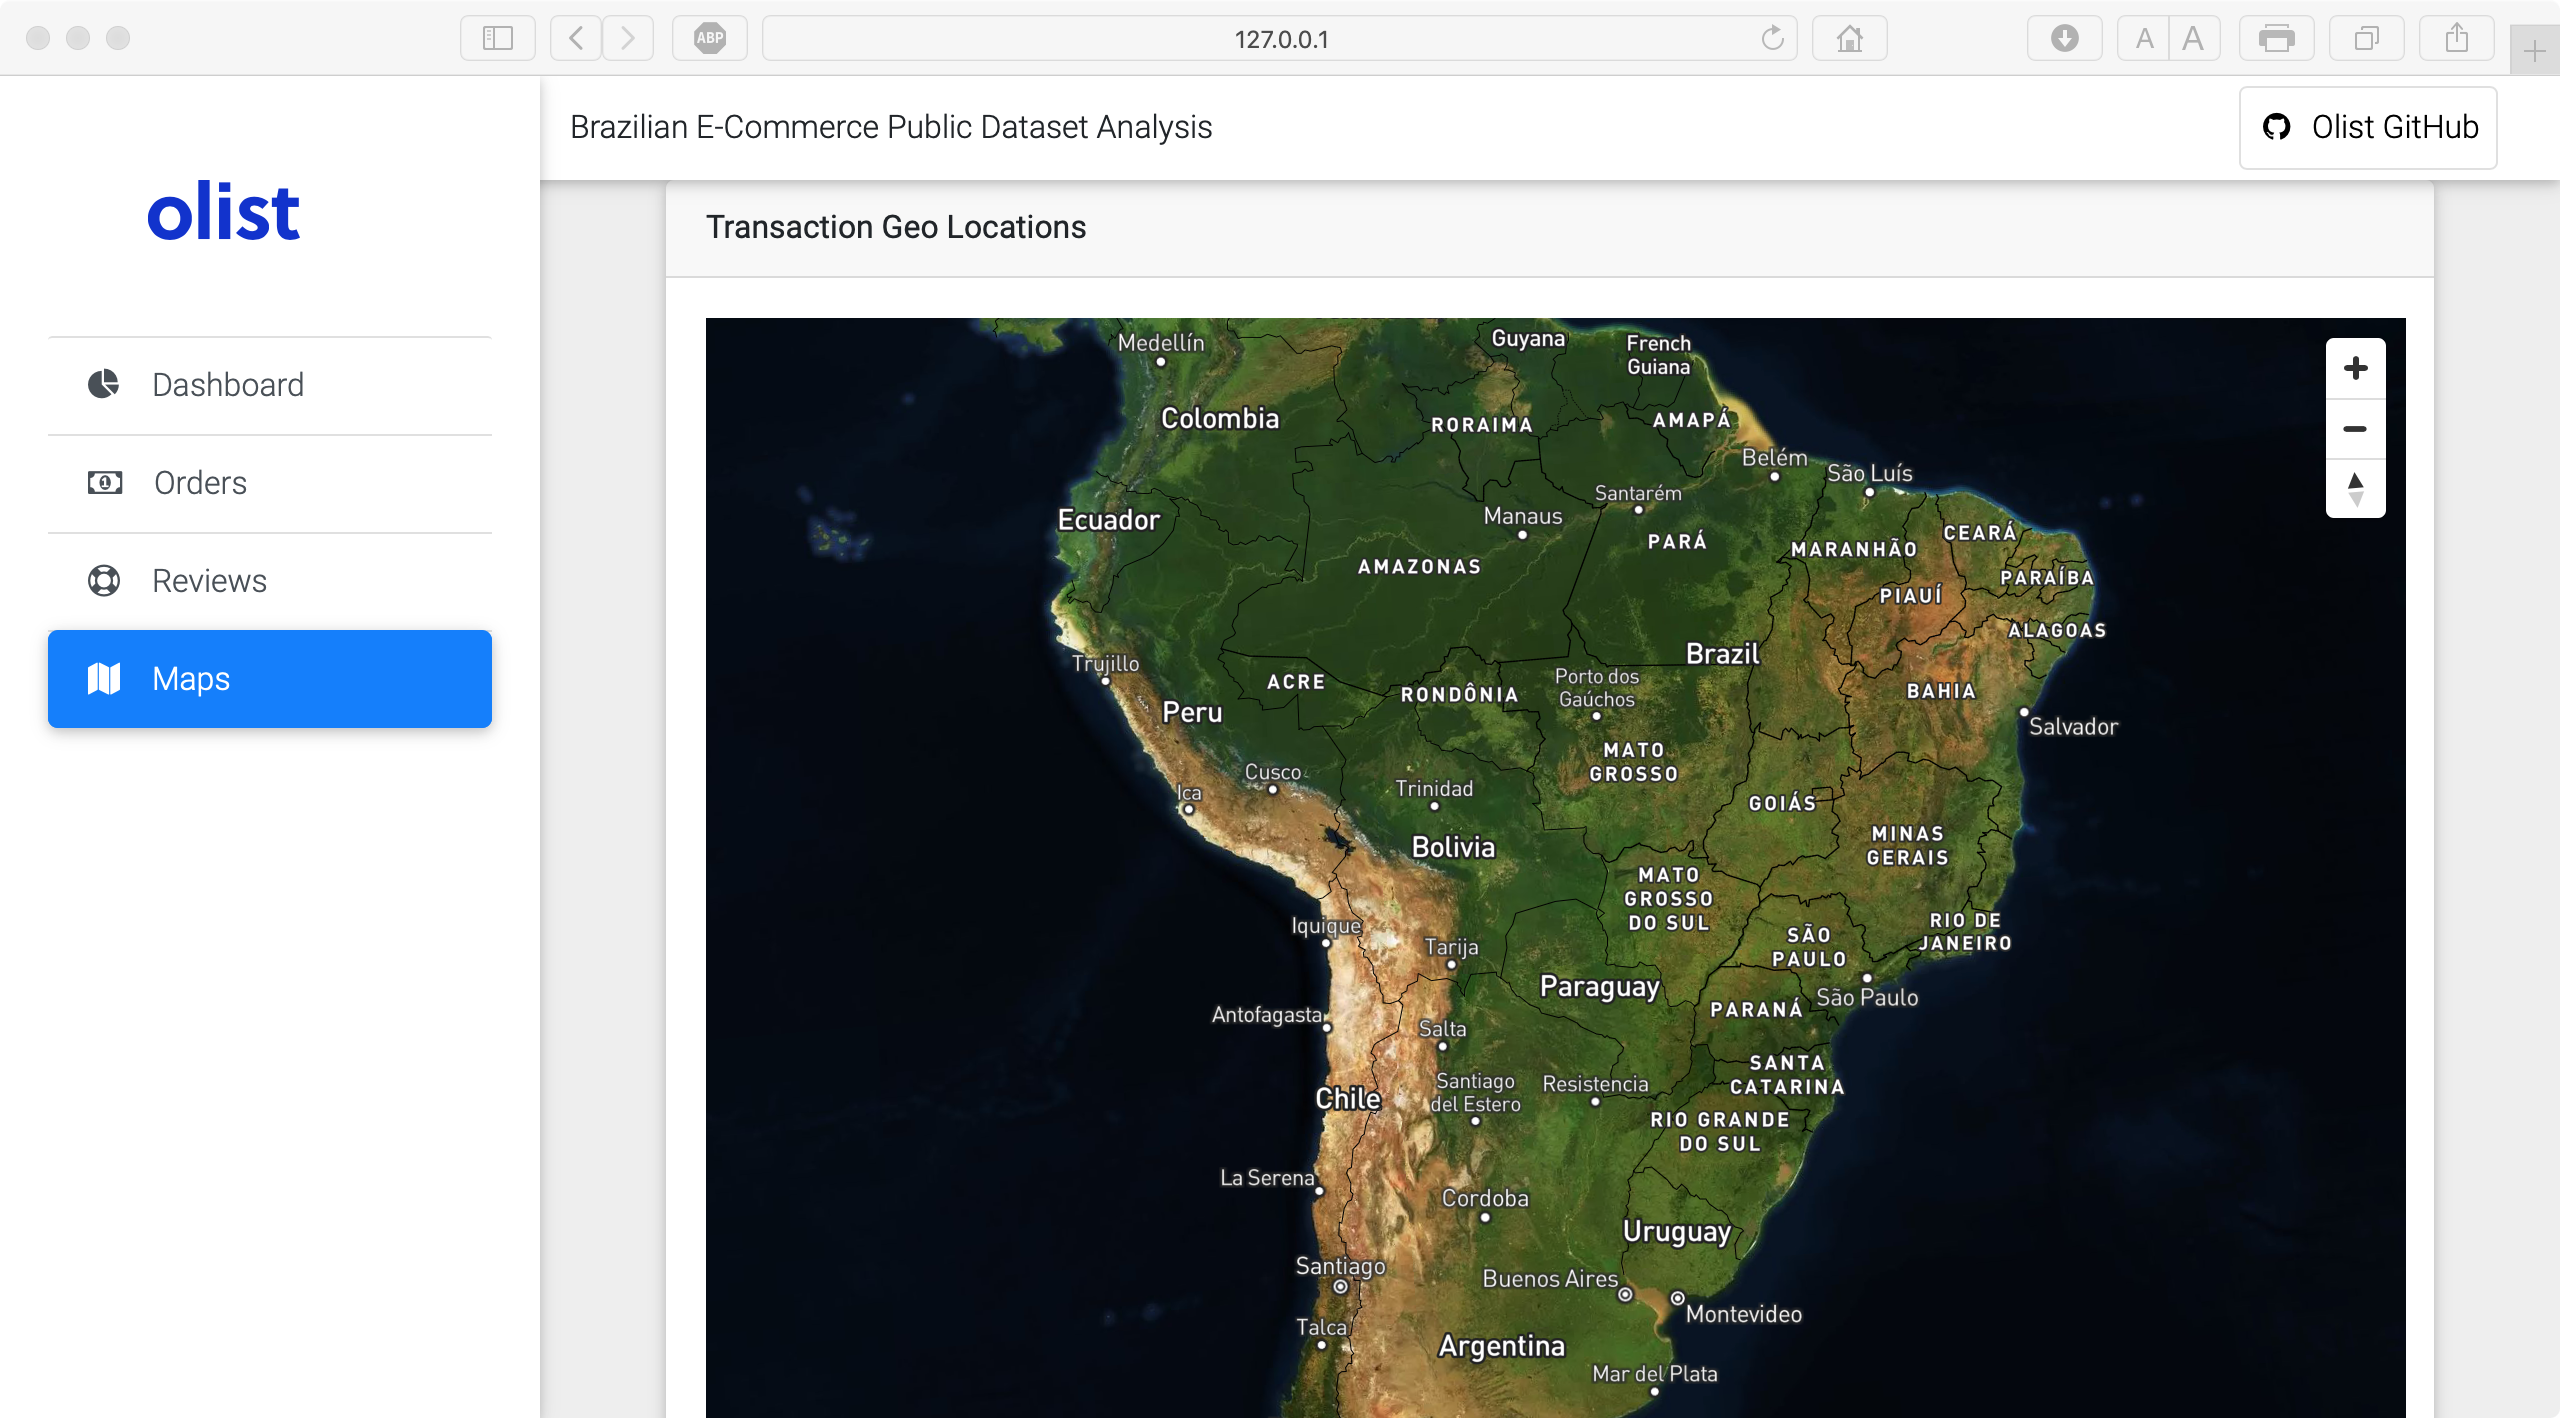 ABP
127.0.0.1
A A
Brazilian E-Commerce Public Dataset Analysis
Olist GitHub
olist
Dashboard
Orders
Reviews
Maps
Transaction Geo Locations
Medellín
Guyana
French
Guiana
Colombia
RORAIMA
AMAPÁ
Belém
São Luís
Santarém
Manaus
Ecuador
PARÁ
CEARÁ
MARANHÃO
AMAZONAS
PARAÍBA
PIAUÍ
ALAGOAS
Brazil
Trujillo
ACRE
RONDÔNIA
Porto dos
Gaúchos
BAHIA
Peru
Salvador
MATO
GROSSO
Cusco
Ica
Trinidad
GOIÁS
MINAS
GERAIS
Bolivia
MATO
GROSSO
DO SUL
RIO DE
JANEIRO
Iquique
SÃO
PAULO
Tarija
Paraguay
São Paulo
PARANÁ
Antofagasta
Salta
SANTA
CATARINA
Santiago
del Estero
Resistencia
Chile
RIO GRANDE
DO SUL
La Serena
Cordoba
Uruguay
Santiago
Buenos Aires
Montevideo
Talca
Argentina
Mar del Plata